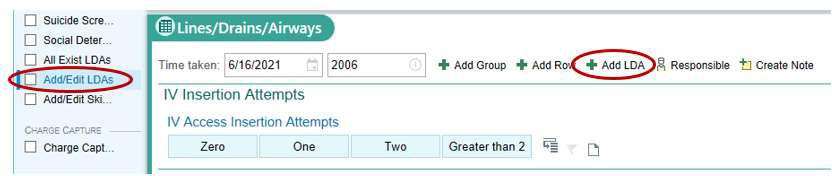 Suicide Scre...
Social Deter...
All Exist LDAs
Add/Edit LDAs
Add/Edit Ski...
CHARGE CAPTURE
Charge Capt...
Lines/Drains/Airways
Time taken: 6/16/2021 2006 Add Group Add Row Add LDA Responsible Create Note
IV Insertion Attempts
IV Access Insertion Attempts
Zero One Two Greater than 2